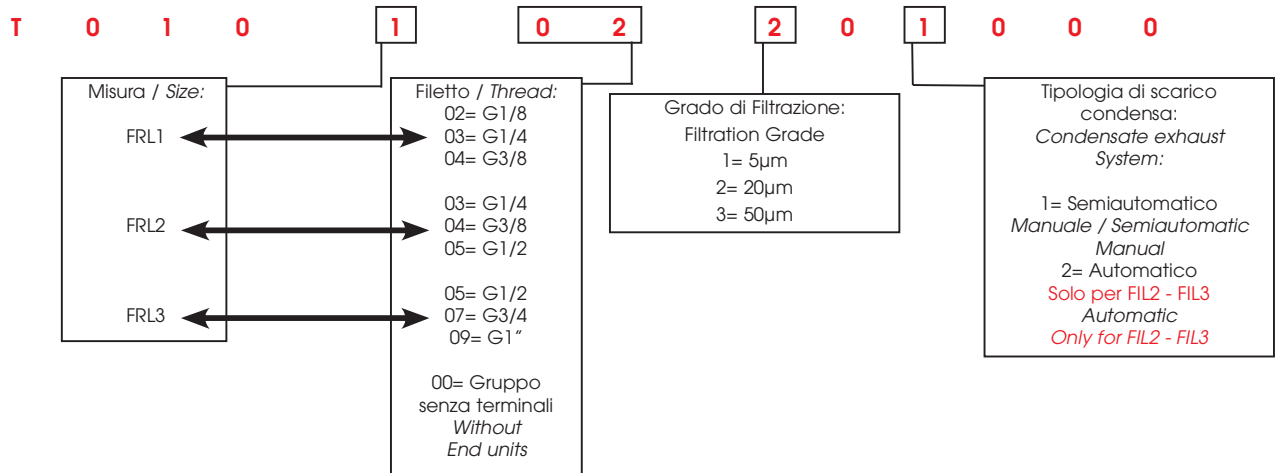 T 0 1 0 1 0 2 2 0 1 0 0 0
Misura / Size:
FRL1
FRL2
FRL3
Filetto / Thread:
02= G1/8
03= G1/4
04= G3/8
03= G1/4
04= G3/8
05= G1/2
05= G1/2
07= G3/4
09= G1"
00= Gruppo
senza terminali
Without
End units
Grado di Filtrazione:
Filtration Grade
1= 5µm
2= 20µm
3= 50µm
Tipologia di scarico
condensa:
Condensate exhaust
System:
1= Semiautomatico
Manuale / Semiautomatic
Manual
2= Automatico
Solo per FIL2 - FIL3
Automatic
Only for FIL2 - FIL3